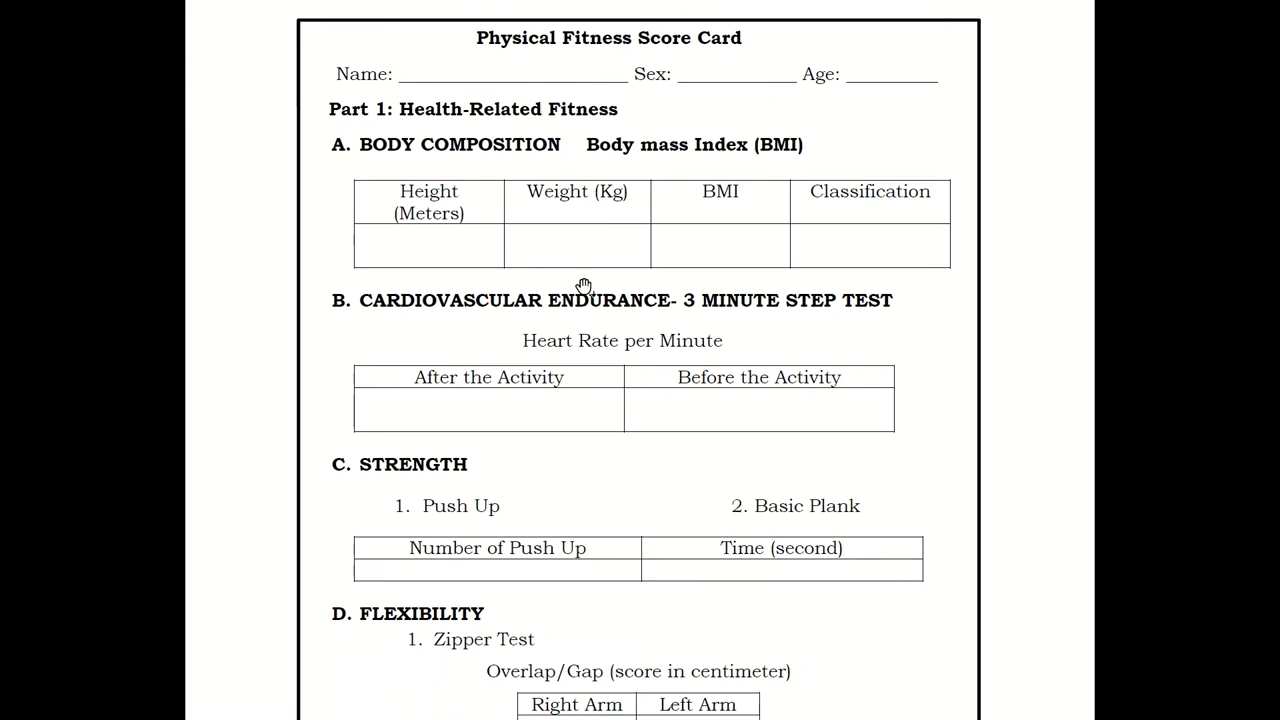 Physical Fitness Score Card
Name: ________________________ Sex: ____________ Age: _________
Part 1: Health-Related Fitness
A. BODY COMPOSITION Body mass Index (BMI)
Height (Meters) Weight (Kg) BMI Classification
B. CARDIOVASCULAR ENDURANCE- 3 MINUTE STEP TEST
Heart Rate per Minute
After the Activity Before the Activity
C. STRENGTH
1. Push Up 2. Basic Plank
Number of Push Up Time (second)
D. FLEXIBILITY
1. Zipper Test
Overlap/Gap (score in centimeter)
Right Arm Left Arm